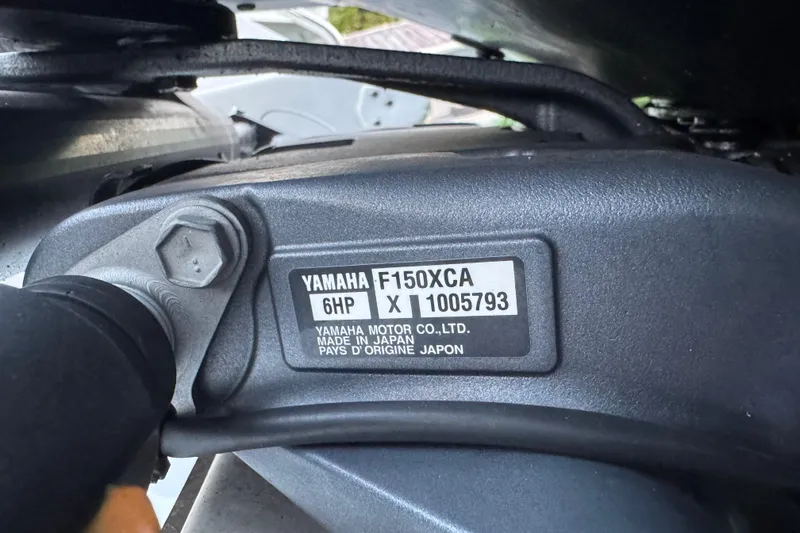 YAMAHA F150XCA
6HP X 1005793
YAMAHA MOTOR CO.,LTD.
MADE IN JAPAN
PAYS D'ORIGINE JAPON